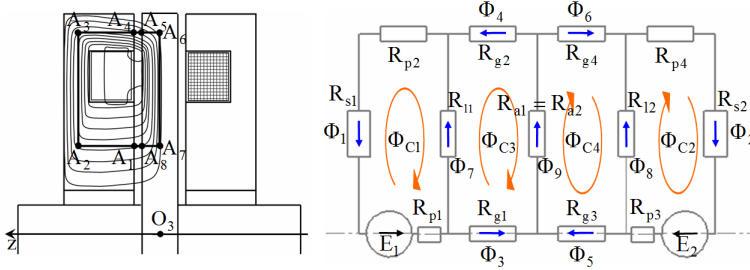 A3 A4 A5
A6
A2 A1 A8 A7
O3
z
Φ4 Φ6
Rp2 Rg2 Rg4 Rp4
Rs1 Rl1 Ra1 = Ra2 Rl2 Rs2
Φ1 ΦC1 ΦC3 ΦC4 ΦC2 Φ2
Φ7 Φ9 Φ8
Rp1 Rg1 Rg3 Rp3
E1 E2
Φ3 Φ5